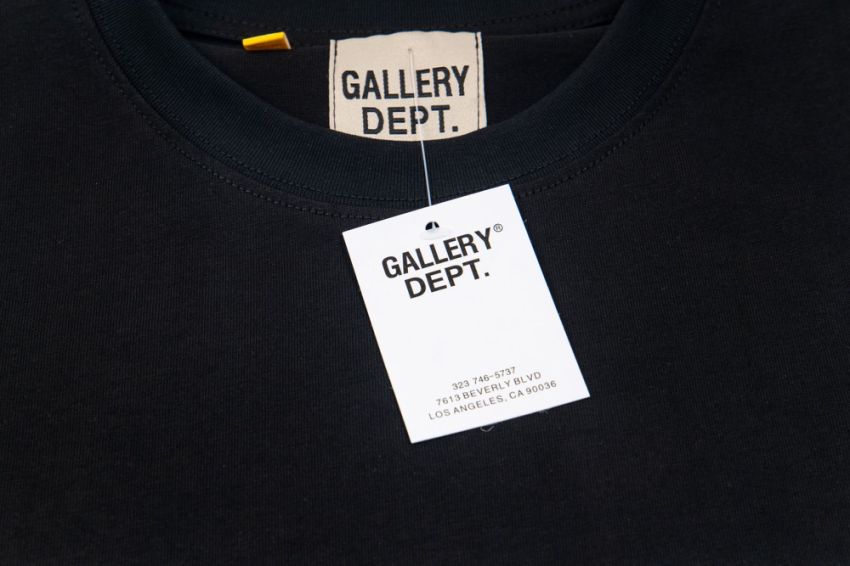 GALLERY
DEPT.
GALLERY®
DEPT.
323 746-5737
7613 BEVERLY BLVD
LOS ANGELES, CA 90036